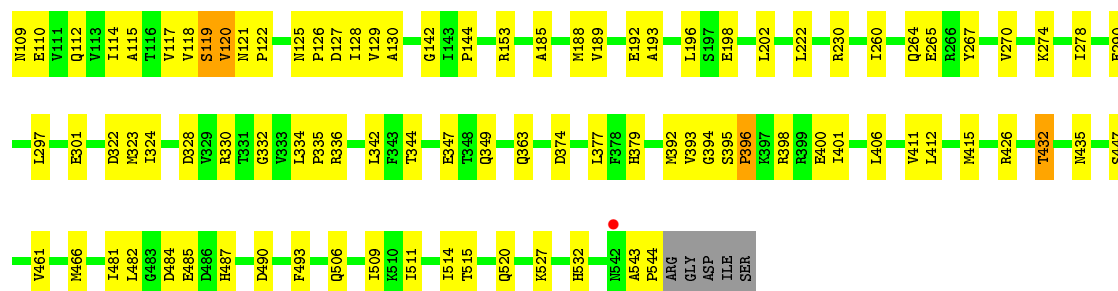 N109 E110 V111 Q112 V113 I114 A115 T116 V117 V118 S119 V120 N121 P122 N125 P126 D127 I128 V129 A130 G142 I143 P144 R153 A185 M188 V189 E192 A193 L196 S197 E198 L202 L222 R230 I260 Q264 E265 R266 Y267 V270 K274 I278
L297 E301 D322 M323 I324 D328 V329 R330 T331 G332 V333 L334 P335 R336 L342 F343 T344 E347 T348 Q349 Q363 D374 L377 F378 H379 M392 V393 G394 S395 P396 K397 R398 R399 E400 I401 L406 V411 L412 M415 R426 T432 N435 S447
V461 M466 I481 L482 G483 D484 E485 D486 H487 D490 F493 Q506 I509 K510 I511 I514 T515 Q520 K527 H532 N542 A543 P544 ARG GLY ASP ILE SER